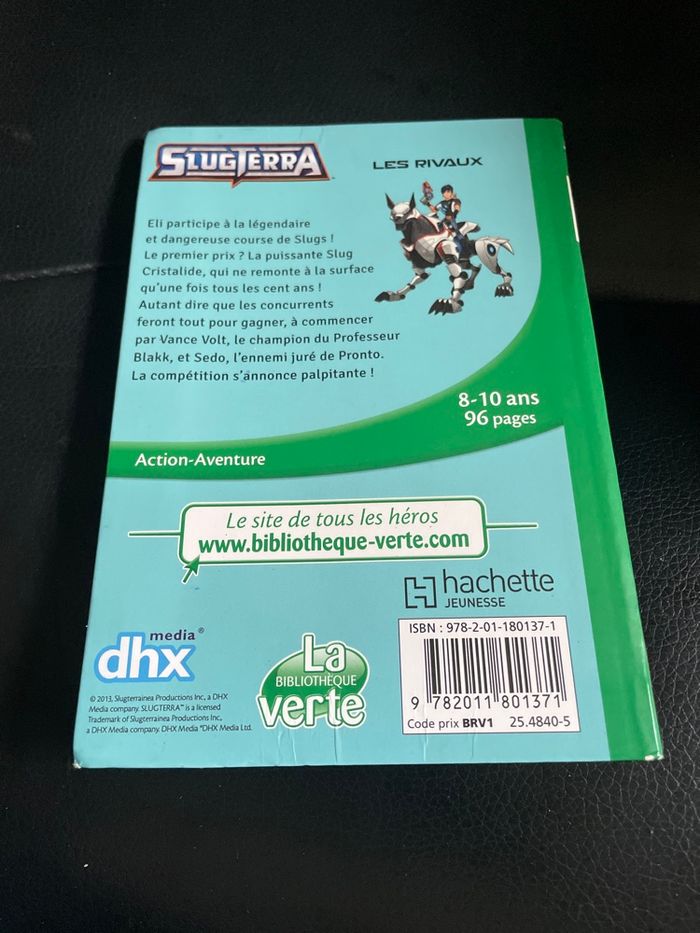 SLUGTERRA
LES RIVAUX
Eli participe à la légendaire
et dangereuse course de Slugs !
Le premier prix ? La puissante Slug
Cristalide, qui ne remonte à la surface
qu'une fois tous les cent ans !
Autant dire que les concurrents
feront tout pour gagner, à commencer
par Vance Volt, le champion du Professeur
Blakk, et Sedo, l'ennemi juré de Pronto.
La compétition s'annonce palpitante !
8-10 ans
96 pages
Action-Aventure
Le site de tous les héros
www.bibliotheque-verte.com
hachette
JEUNESSE
media®
dhx
La
BIBLIOTHÈQUE
verte
ISBN : 978-2-01-180137-1
9 782011 801371
Code prix BRV1 25.4840-5
© 2013, Slugterrainea Productions Inc., a DHX
Media company. SLUGTERRA™ is a licensed
Trademark of Slugterrainea Productions Inc.,
a DHX Media company. DHX Media ®DHX Media Ltd.